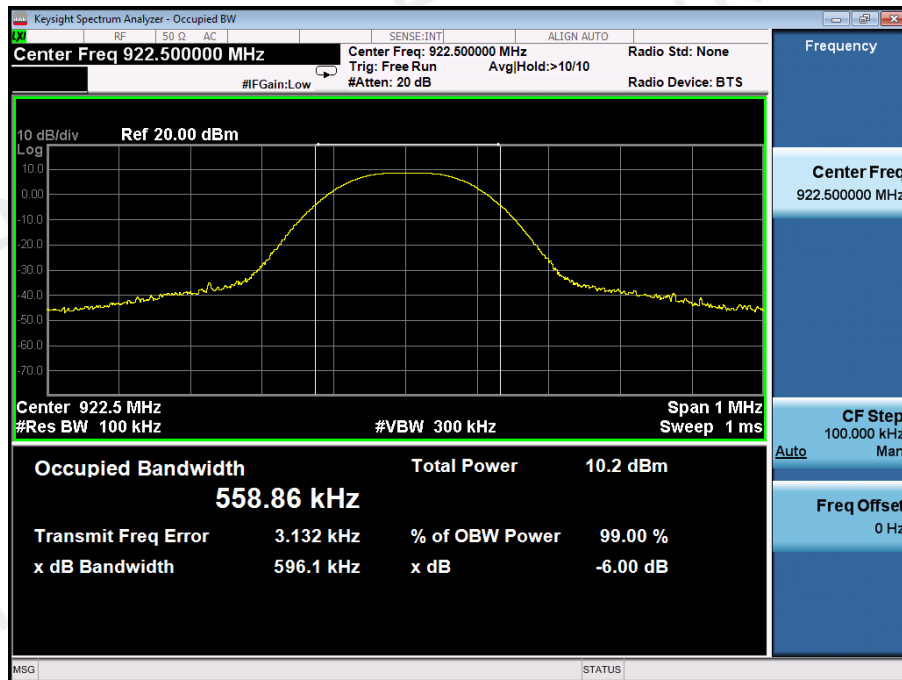 Keysight Spectrum Analyzer - Occupied BW
LXI RF 50 Ω AC SENSE:INT ALIGN AUTO
Center Freq 922.500000 MHz
#IFGain:Low
Center Freq: 922.500000 MHz
Trig: Free Run Avg|Hold:>10/10
#Atten: 20 dB
Radio Std: None
Radio Device: BTS
10 dB/div Ref 20.00 dBm
Log
10.0
0.00
-10.0
-20.0
-30.0
-40.0
-50.0
-60.0
-70.0
Center 922.5 MHz Span 1 MHz
#Res BW 100 kHz #VBW 300 kHz Sweep 1 ms
Occupied Bandwidth Total Power 10.2 dBm
558.86 kHz
Transmit Freq Error 3.132 kHz % of OBW Power 99.00 %
x dB Bandwidth 596.1 kHz x dB -6.00 dB
MSG STATUS
Frequency
Center Freq
922.500000 MHz
CF Step
100.000 kHz
Auto Man
Freq Offset
0 Hz